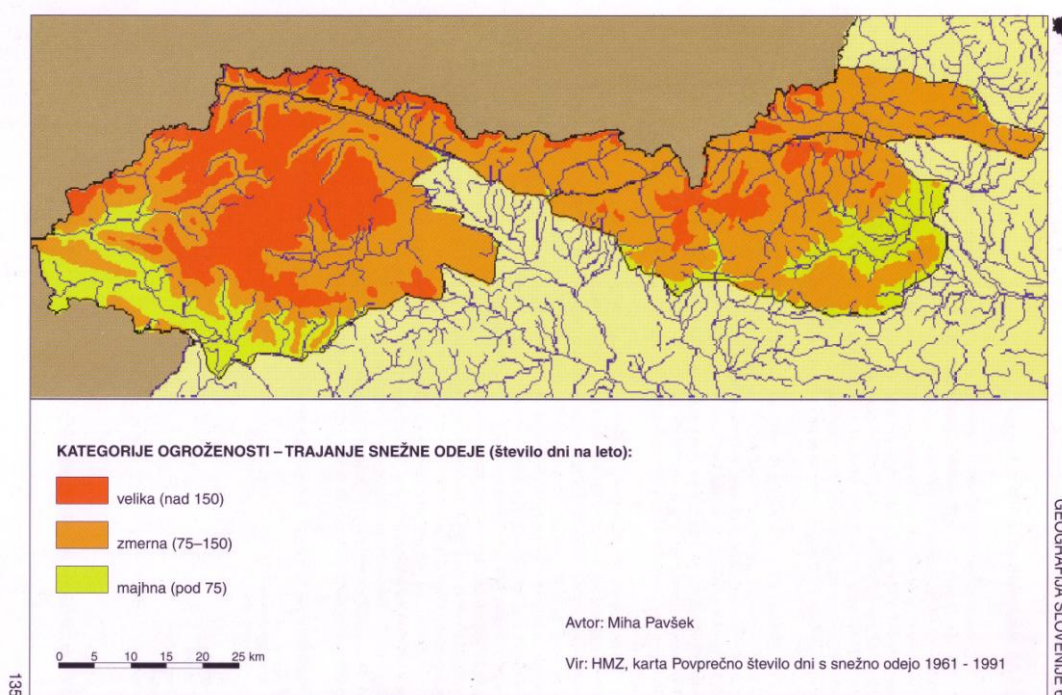 KATEGORIJE OGROŽENOSTI – TRAJANJE SNEŽNE ODEJE (število dni na leto):
velika (nad 150)
zmerna (75–150)
majhna (pod 75)
0 5 10 15 20 25 km
Avtor: Miha Pavšek
Vir: HMZ, karta Povprečno število dni s snežno odejo 1961 - 1991
135
GEOGRAFIJA SLOVENIJE